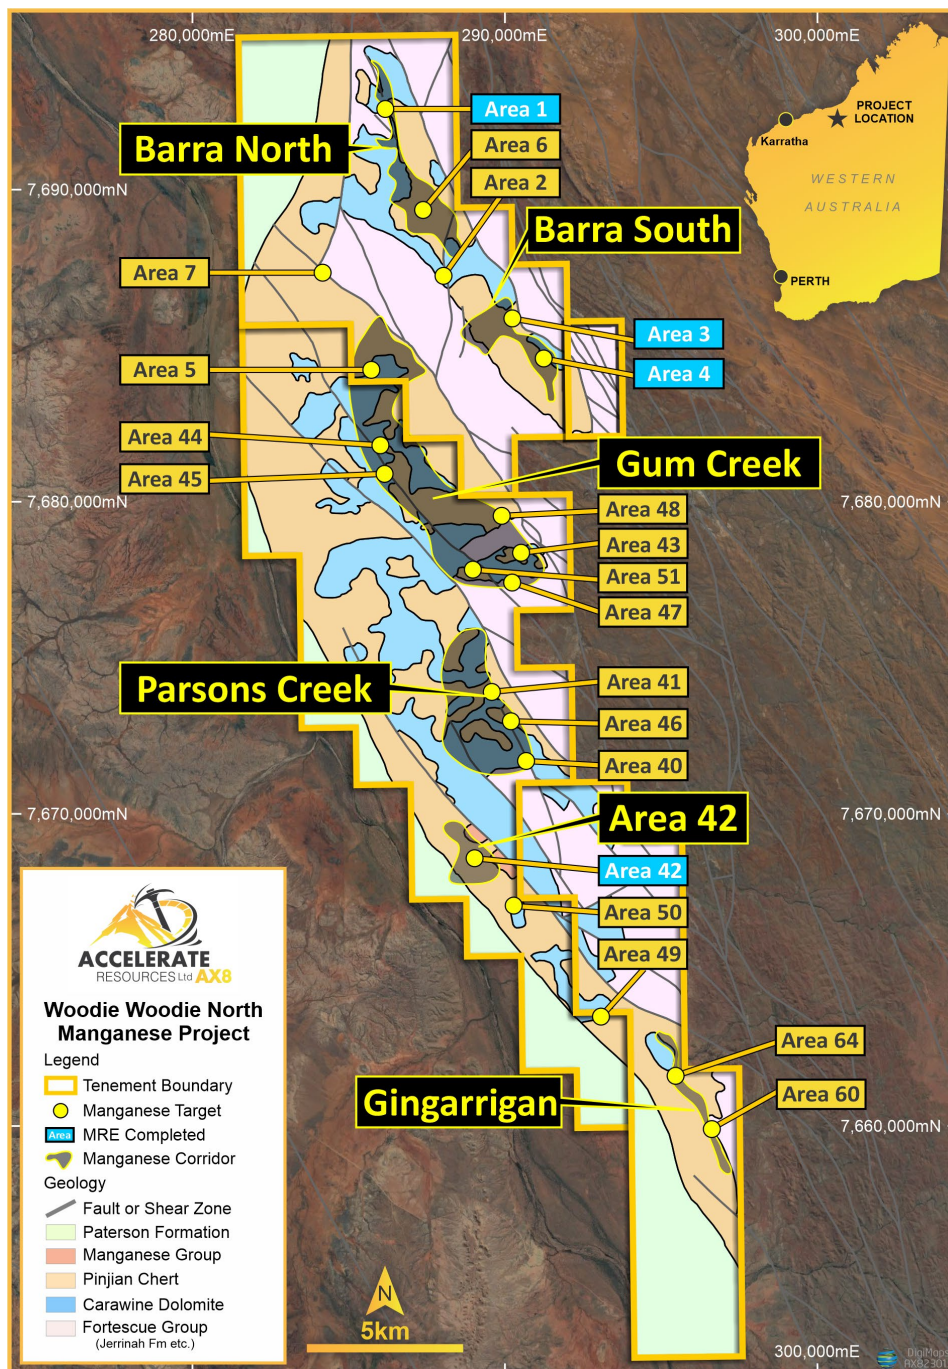 280,000mE
290,000mE
300,000mE
Area 1
Area 6
Area 2
Barra North
7,690,000mN
Barra South
Area 7
Area 3
Area 4
Area 5
Area 44
Area 45
Gum Creek
7,680,000mN
7,680,000mN
Area 48
Area 43
Area 51
Area 47
Parsons Creek
Area 41
Area 46
Area 40
7,670,000mN
7,670,000mN
Area 42
Area 42
Area 50
Area 49
Area 64
Area 60
Gingarrigan
7,660,000mN
300,000mE
PROJECT
LOCATION
Karratha
WESTERN
AUSTRALIA
PERTH
ACCELERATE
RESOURCES Ltd AX8
Woodie Woodie North
Manganese Project
Legend
Tenement Boundary
Manganese Target
Area MRE Completed
Manganese Corridor
Geology
Fault or Shear Zone
Paterson Formation
Manganese Group
Pinjian Chert
Carawine Dolomite
Fortescue Group
(Jerrinah Fm etc.)
N
5km
DigiMaps